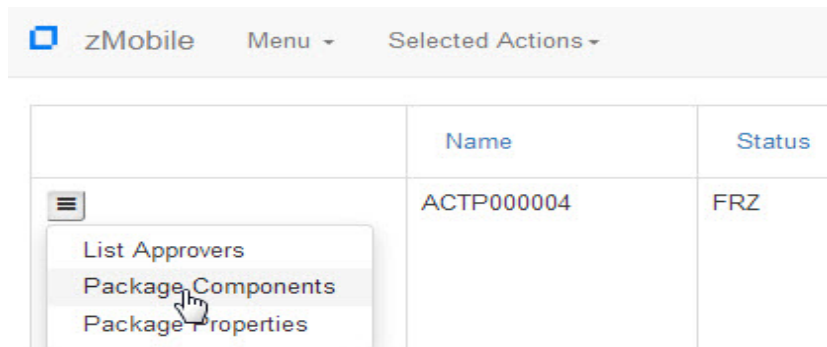 zMobile Menu Selected Actions
Name Status
ACTP000004 FRZ
List Approvers
Package Components
Package Properties